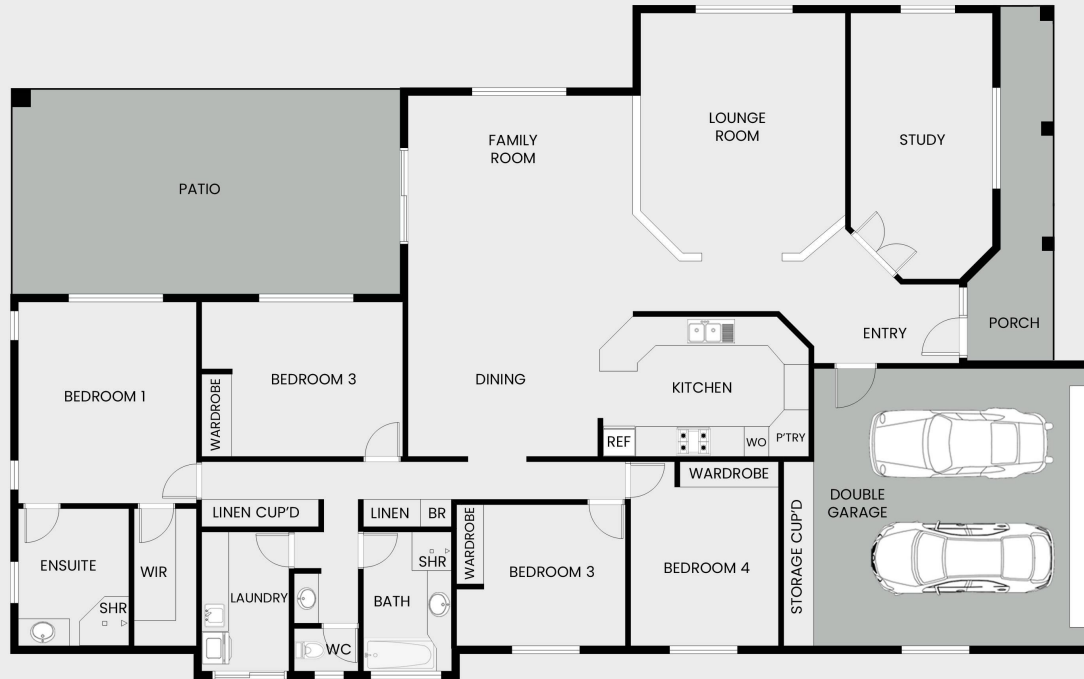 LOUNGE
ROOM
STUDY
FAMILY
ROOM
PATIO
PORCH
ENTRY
DINING
KITCHEN
BEDROOM 3
BEDROOM 1
WARDROBE
REF
WO
P'TRY
WARDROBE
DOUBLE
GARAGE
STORAGE CUP'D
LINEN CUP'D
LINEN
BR
WARDROBE
SHR
ENSUITE
WIR
BEDROOM 3
BEDROOM 4
LAUNDRY
BATH
SHR
WC